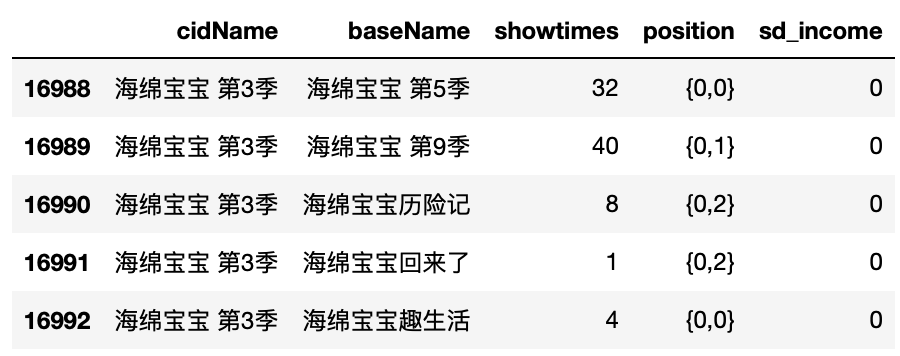 cidName baseName showtimes position sd_income
16988 海绵宝宝 第3季 海绵宝宝 第5季 32 {0,0} 0
16989 海绵宝宝 第3季 海绵宝宝 第9季 40 {0,1} 0
16990 海绵宝宝 第3季 海绵宝宝历险记 8 {0,2} 0
16991 海绵宝宝 第3季 海绵宝宝回来了 1 {0,2} 0
16992 海绵宝宝 第3季 海绵宝宝趣生活 4 {0,0} 0